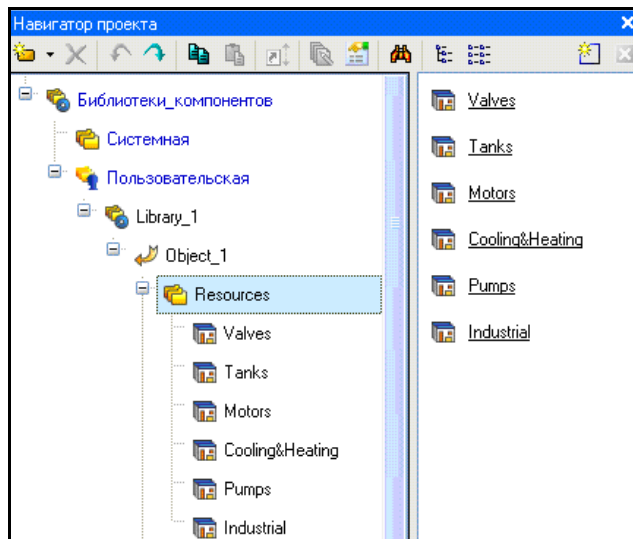 Навигатор проекта
Библиотеки_компонентов
Системная
Пользовательская
Library_1
Object_1
Resources
Valves
Tanks
Motors
Cooling&Heating
Pumps
Industrial
Valves
Tanks
Motors
Cooling&Heating
Pumps
Industrial